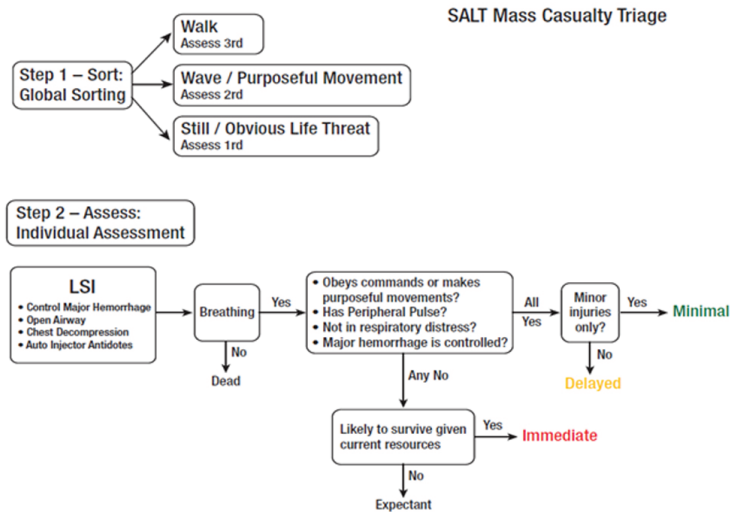 SALT Mass Casualty Triage
Step 1 – Sort:
Global Sorting
Walk
Assess 3rd
Wave / Purposeful Movement
Assess 2rd
Still / Obvious Life Threat
Assess 1rd
Step 2 – Assess:
Individual Assessment
LSI
• Control Major Hemorrhage
• Open Airway
• Chest Decompression
• Auto Injector Antidotes
Breathing
No
Dead
Yes
• Obeys commands or makes
purposeful movements?
• Has Peripheral Pulse?
• Not in respiratory distress?
• Major hemorrhage is controlled?
All
Yes
Minor
injuries
only?
Yes
Minimal
No
Delayed
Any No
Likely to survive given
current resources
Yes
Immediate
No
Expectant